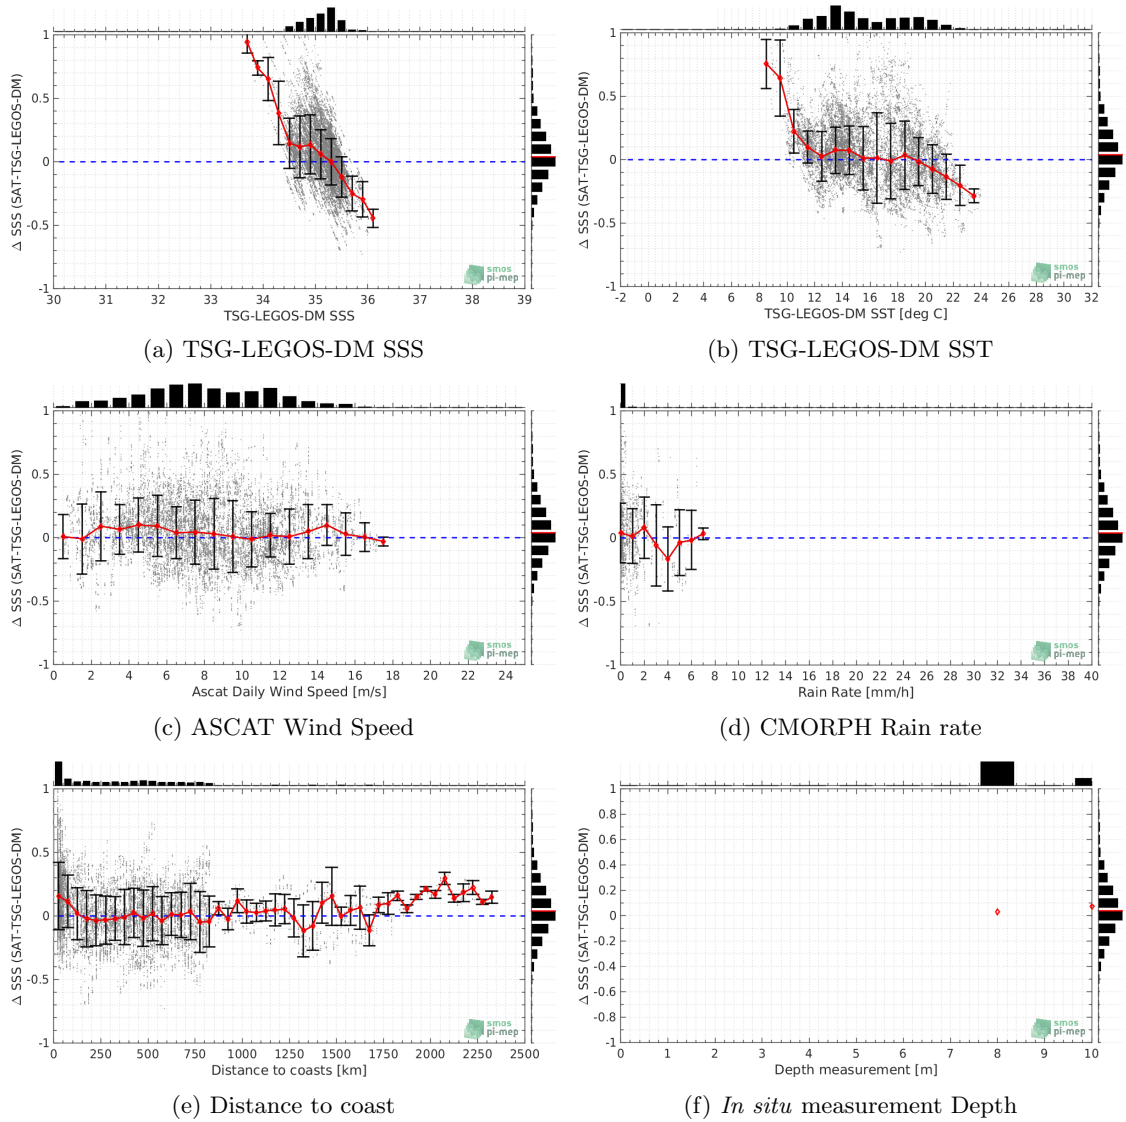 Δ SSS (SAT-TSG-LEGOS-DM)
1
0.5
0
-0.5
-1
30 31 32 33 34 35 36 37 38 39
TSG-LEGOS-DM SSS
smos
pi-mep
(a) TSG-LEGOS-DM SSS
Δ SSS (SAT-TSG-LEGOS-DM)
1
0.5
0
-0.5
-1
-2 0 2 4 6 8 10 12 14 16 18 20 22 24 26 28 30 32
TSG-LEGOS-DM SST [deg C]
smos
pi-mep
(b) TSG-LEGOS-DM SST
Δ SSS (SAT-TSG-LEGOS-DM)
1
0.5
0
-0.5
-1
0 2 4 6 8 10 12 14 16 18 20 22 24
Ascat Daily Wind Speed [m/s]
smos
pi-mep
(c) ASCAT Wind Speed
Δ SSS (SAT-TSG-LEGOS-DM)
1
0.5
0
-0.5
-1
0 2 4 6 8 10 12 14 16 18 20 22 24 26 28 30 32 34 36 38 40
Rain Rate [mm/h]
smos
pi-mep
(d) CMORPH Rain rate
Δ SSS (SAT-TSG-LEGOS-DM)
1
0.5
0
-0.5
-1
0 250 500 750 1000 1250 1500 1750 2000 2250 2500
Distance to coasts [km]
smos
pi-mep
(e) Distance to coast
Δ SSS (SAT-TSG-LEGOS-DM)
1
0.8
0.6
0.4
0.2
0
-0.2
-0.4
-0.6
-0.8
-1
0 1 2 3 4 5 6 7 8 9 10
Depth measurement [m]
smos
pi-mep
(f) In situ measurement Depth